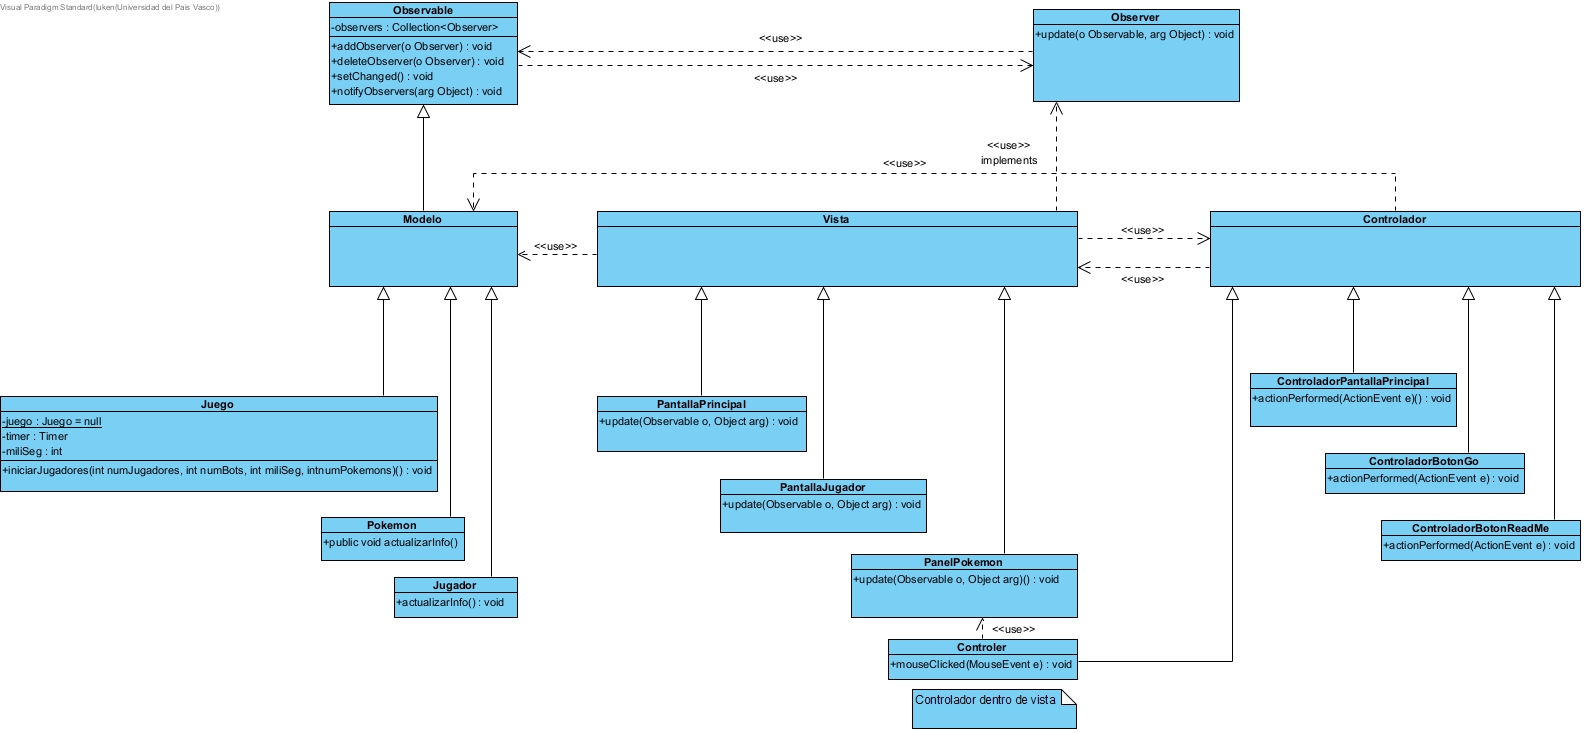 Visual Paradigm Standard(Iuken(Universidad del Pais Vasco))
Observable
-observers : Collection<Observer>
+addObserver(o Observer) : void
+deleteObserver(o Observer) : void
+setChanged() : void
+notifyObservers(arg Object) : void
Observer
+update(o Observable, arg Object) : void
<<use>>
<<use>>
<<use>>
implements
<<use>>
Modelo
Vista
Controlador
<<use>>
<<use>>
<<use>>
Juego
-juego : Juego = null
-timer : Timer
-miliSeg : int
+iniciarJugadores(int numJugadores, int numBots, int miliSeg, intnumPokemons)() : void
Pokemon
+public void actualizarInfo()
Jugador
+actualizarInfo() : void
PantallaPrincipal
+update(Observable o, Object arg) : void
PantallaJugador
+update(Observable o, Object arg) : void
PanelPokemon
+update(Observable o, Object arg)() : void
<<use>>
Controler
+mouseClicked(MouseEvent e) : void
Controlador dentro de vista
ControladorPantallaPrincipal
+actionPerformed(ActionEvent e)() : void
ControladorBotonGo
+actionPerformed(ActionEvent e) : void
ControladorBotonReadMe
+actionPerformed(ActionEvent e) : void